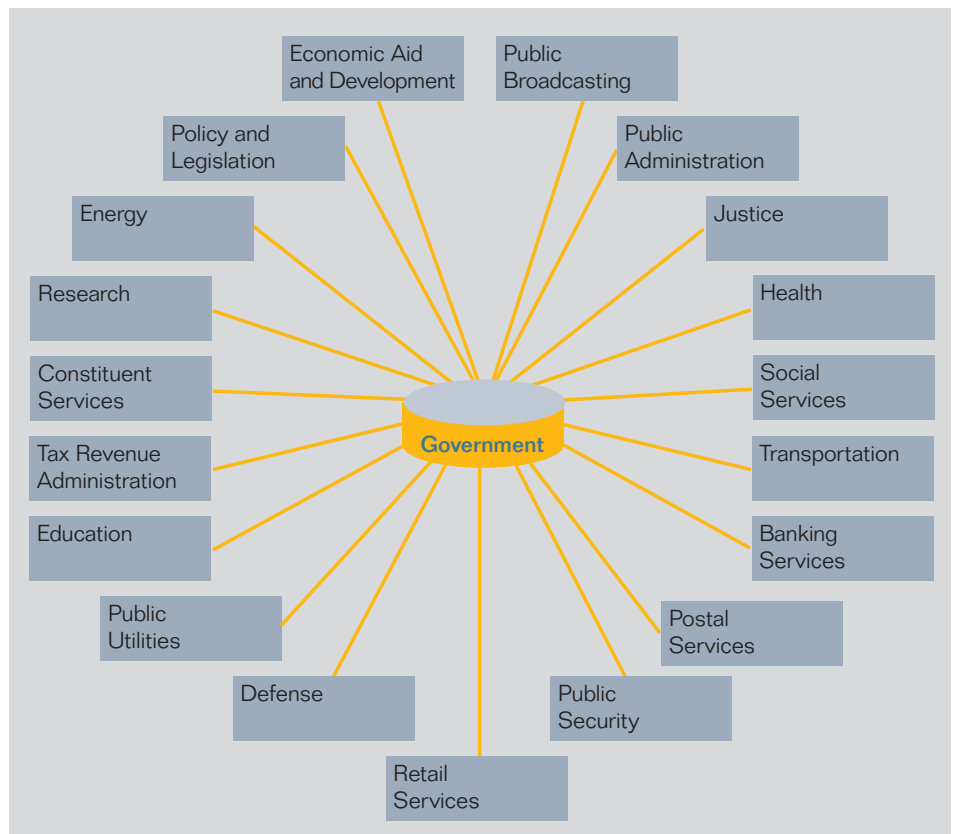 Economic Aid
and Development
Public
Broadcasting
Policy and
Legislation
Public
Administration
Energy
Justice
Research
Health
Constituent
Services
Social
Services
Government
Tax Revenue
Administration
Transportation
Education
Banking
Services
Public
Utilities
Postal
Services
Defense
Public
Security
Retail
Services